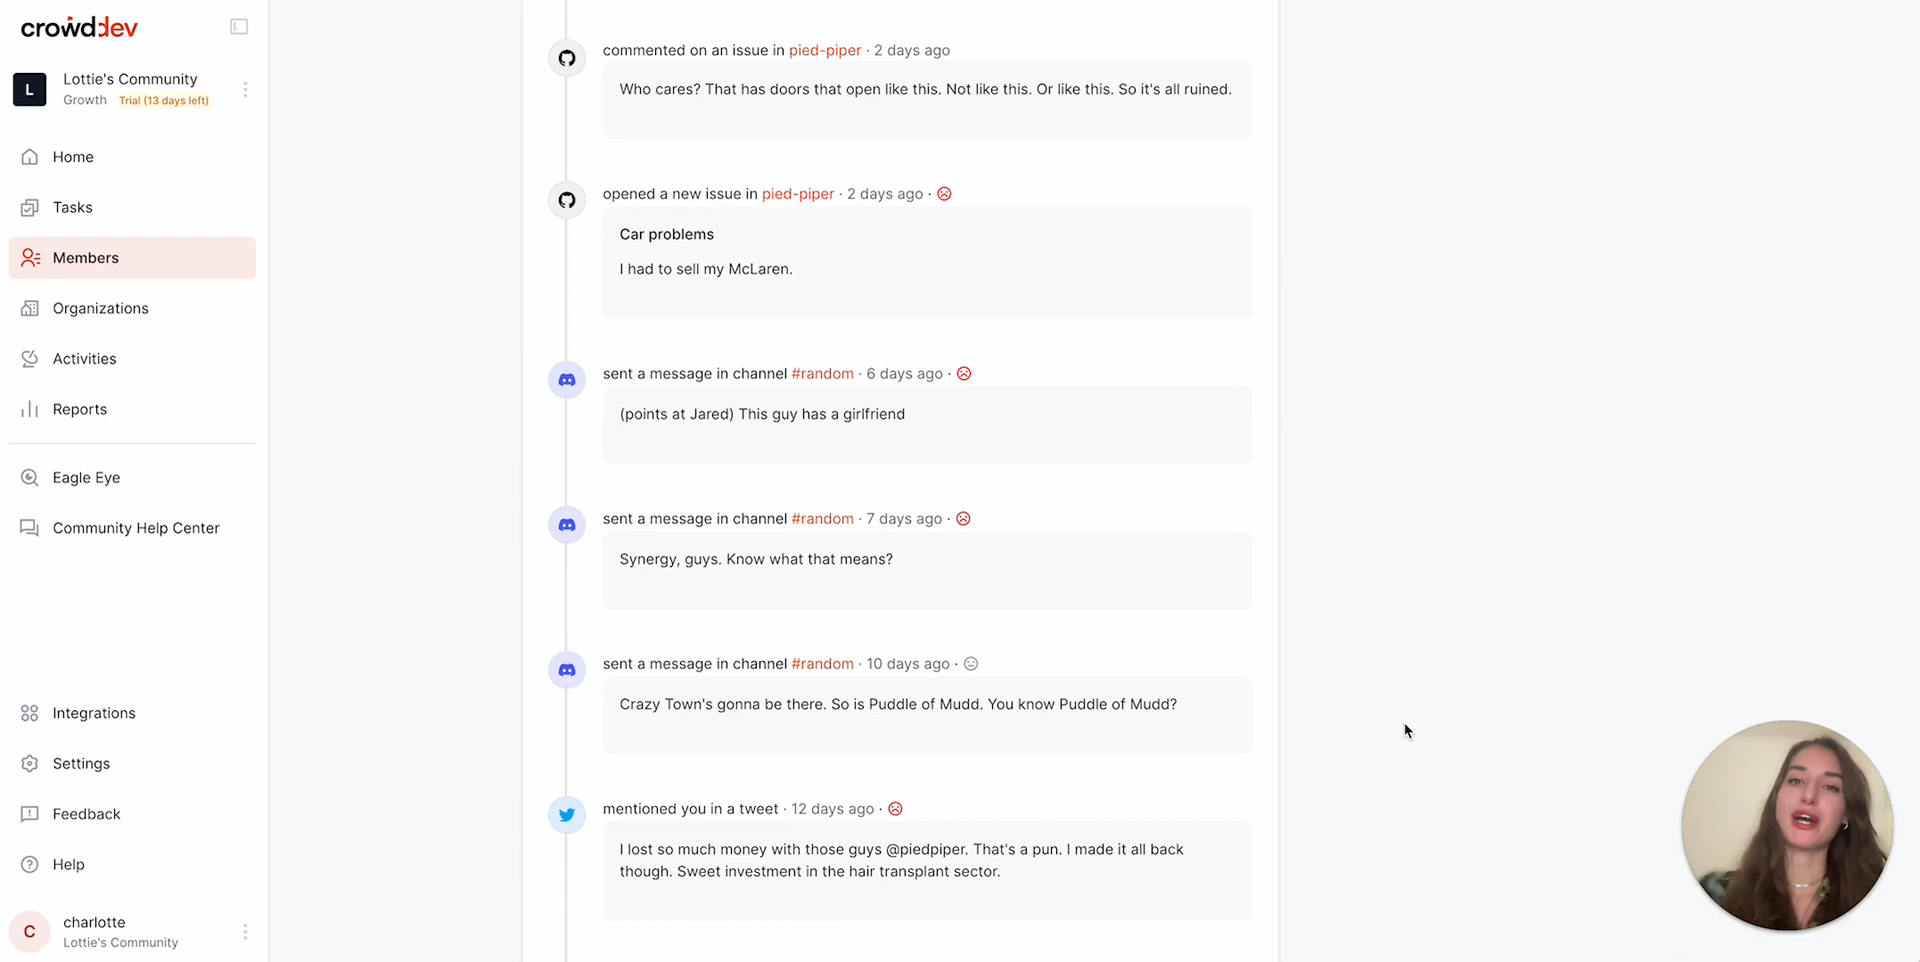 crowddev
L
Lottie's Community
Growth Trial (13 days left)
Home
Tasks
Members
Organizations
Activities
Reports
Eagle Eye
Community Help Center
Integrations
Settings
Feedback
Help
C
charlotte
Lottie's Community
commented on an issue in pied-piper · 2 days ago
Who cares? That has doors that open like this. Not like this. Or like this. So it's all ruined.
opened a new issue in pied-piper · 2 days ago ·
Car problems
I had to sell my McLaren.
sent a message in channel #random · 6 days ago ·
(points at Jared) This guy has a girlfriend
sent a message in channel #random · 7 days ago ·
Synergy, guys. Know what that means?
sent a message in channel #random · 10 days ago ·
Crazy Town's gonna be there. So is Puddle of Mudd. You know Puddle of Mudd?
mentioned you in a tweet · 12 days ago ·
I lost so much money with those guys @piedpiper. That's a pun. I made it all back
though. Sweet investment in the hair transplant sector.